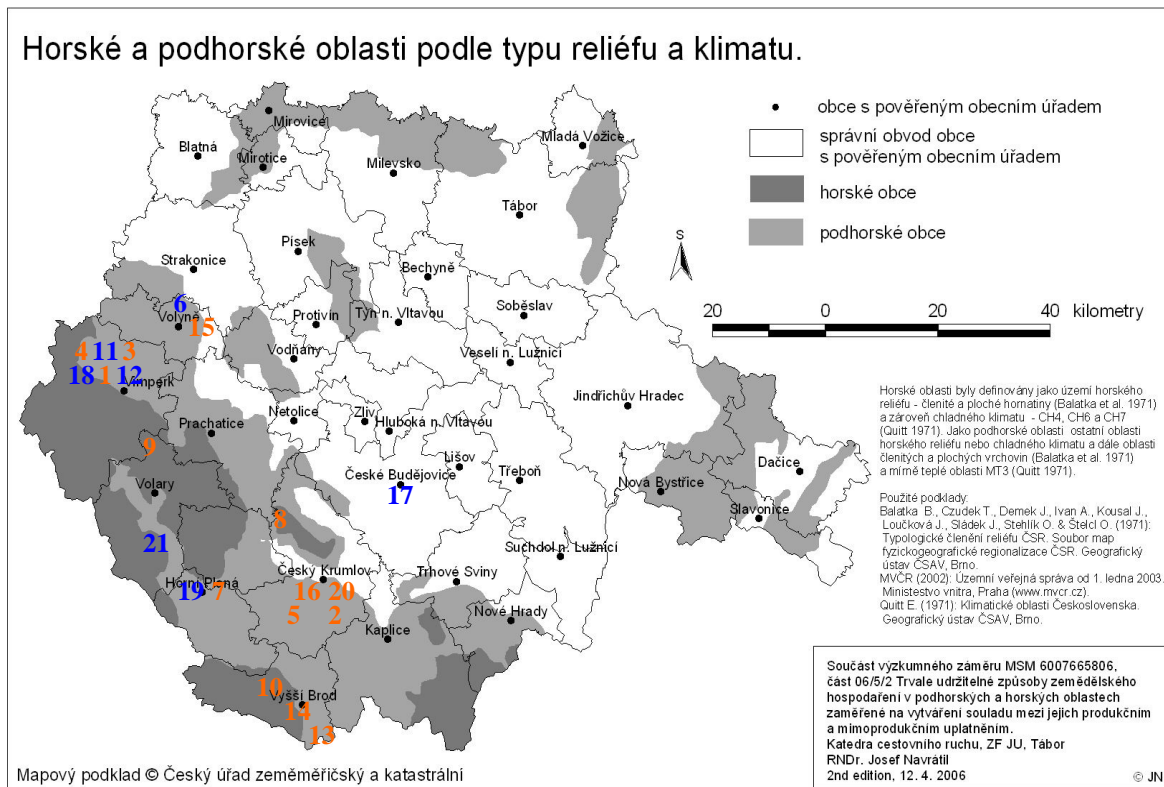 Horské a podhorské oblasti podle typu reliéfu a klimatu.
obce s pověřeným obecním úřadem
správní obvod obce
s pověřeným obecním úřadem
horské obce
podhorské obce
Mirovice
Blatná
Mirotice
Milevsko
Mladá Vožice
Tábor
Písek
S
Strakonice
Bechyně
20 0 20 40 kilometry
6
Volyně
15
Protivín
Týn n. Vltavou
Soběslav
4 11 3
Vodňany
Veselí n. Lužnicí
18 1 12
Vimperk
Jindřichův Hradec
Netolice
Zliv
Hluboká n. Vltavou
Prachatice
9
Lišov
České Budějovice
17
Třeboň
Dačice
Volary
Nová Bystřice
Slavonice
8
21
Suchdol n. Lužnicí
Český Krumlov
Trhové Sviny
Horní Planá
19 7
16 20
5 2
Nové Hrady
Kaplice
10
Vyšší Brod
14
13
Horské oblasti byly definovány jako území horského
reliéfu - členité a ploché hornatiny (Balatka et al. 1971)
a zároveň chladného klimatu - CH4, CH6 a CH7
(Quitt 1971). Jako podhorské oblasti ostatní oblasti
horského reliéfu nebo chladného klimatu a dále oblasti
členitých a plochých vrchovin (Balatka et al. 1971)
a mírně teplé oblasti MT3 (Quitt 1971).
Použité podklady:
Balatka B., Czudek T., Demek J., Ivan A., Kousal J.,
Loučková J., Sládek J., Stehlík O. & Štelcl O. (1971):
Typologické členění reliéfu ČSR. Soubor map
fyzickogeografické regionalizace ČSR. Geografický
ústav ČSAV, Brno.
MVČR (2002): Územní veřejná správa od 1. ledna 2003.
Ministestvo vnitra, Praha (www.mvcr.cz).
Quitt E. (1971): Klimatické oblasti Československa.
Geografický ústav ČSAV, Brno.
Součást výzkumného záměru MSM 6007665806,
část 06/5/2 Trvale udržitelné způsoby zemědělského
hospodaření v podhorských a horských oblastech
zaměřené na vytváření souladu mezi jejich produkčním
a mimoprodukčním uplatněním.
Katedra cestovního ruchu, ZF JU, Tábor
RNDr. Josef Navrátil
2nd edition, 12. 4. 2006
© JN
Mapový podklad © Český úřad zeměměřičský a katastrální